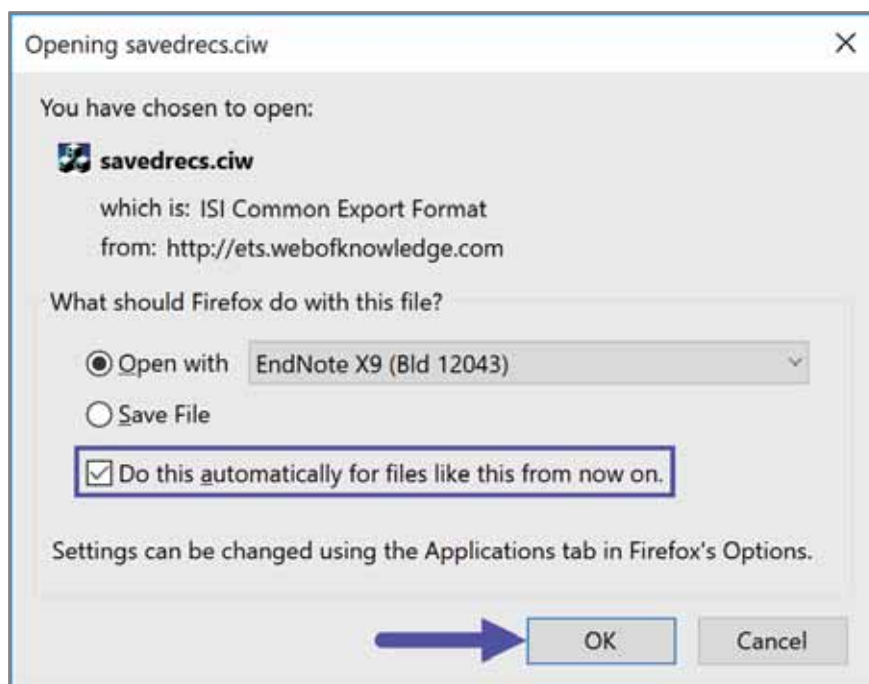 Opening savedrecs.ciw
You have chosen to open:
savedrecs.ciw
which is: ISI Common Export Format
from: http://ets.webofknowledge.com
What should Firefox do with this file?
Open with EndNote X9 (Bld 12043)
Save File
Do this automatically for files like this from now on.
Settings can be changed using the Applications tab in Firefox's Options.
OK Cancel